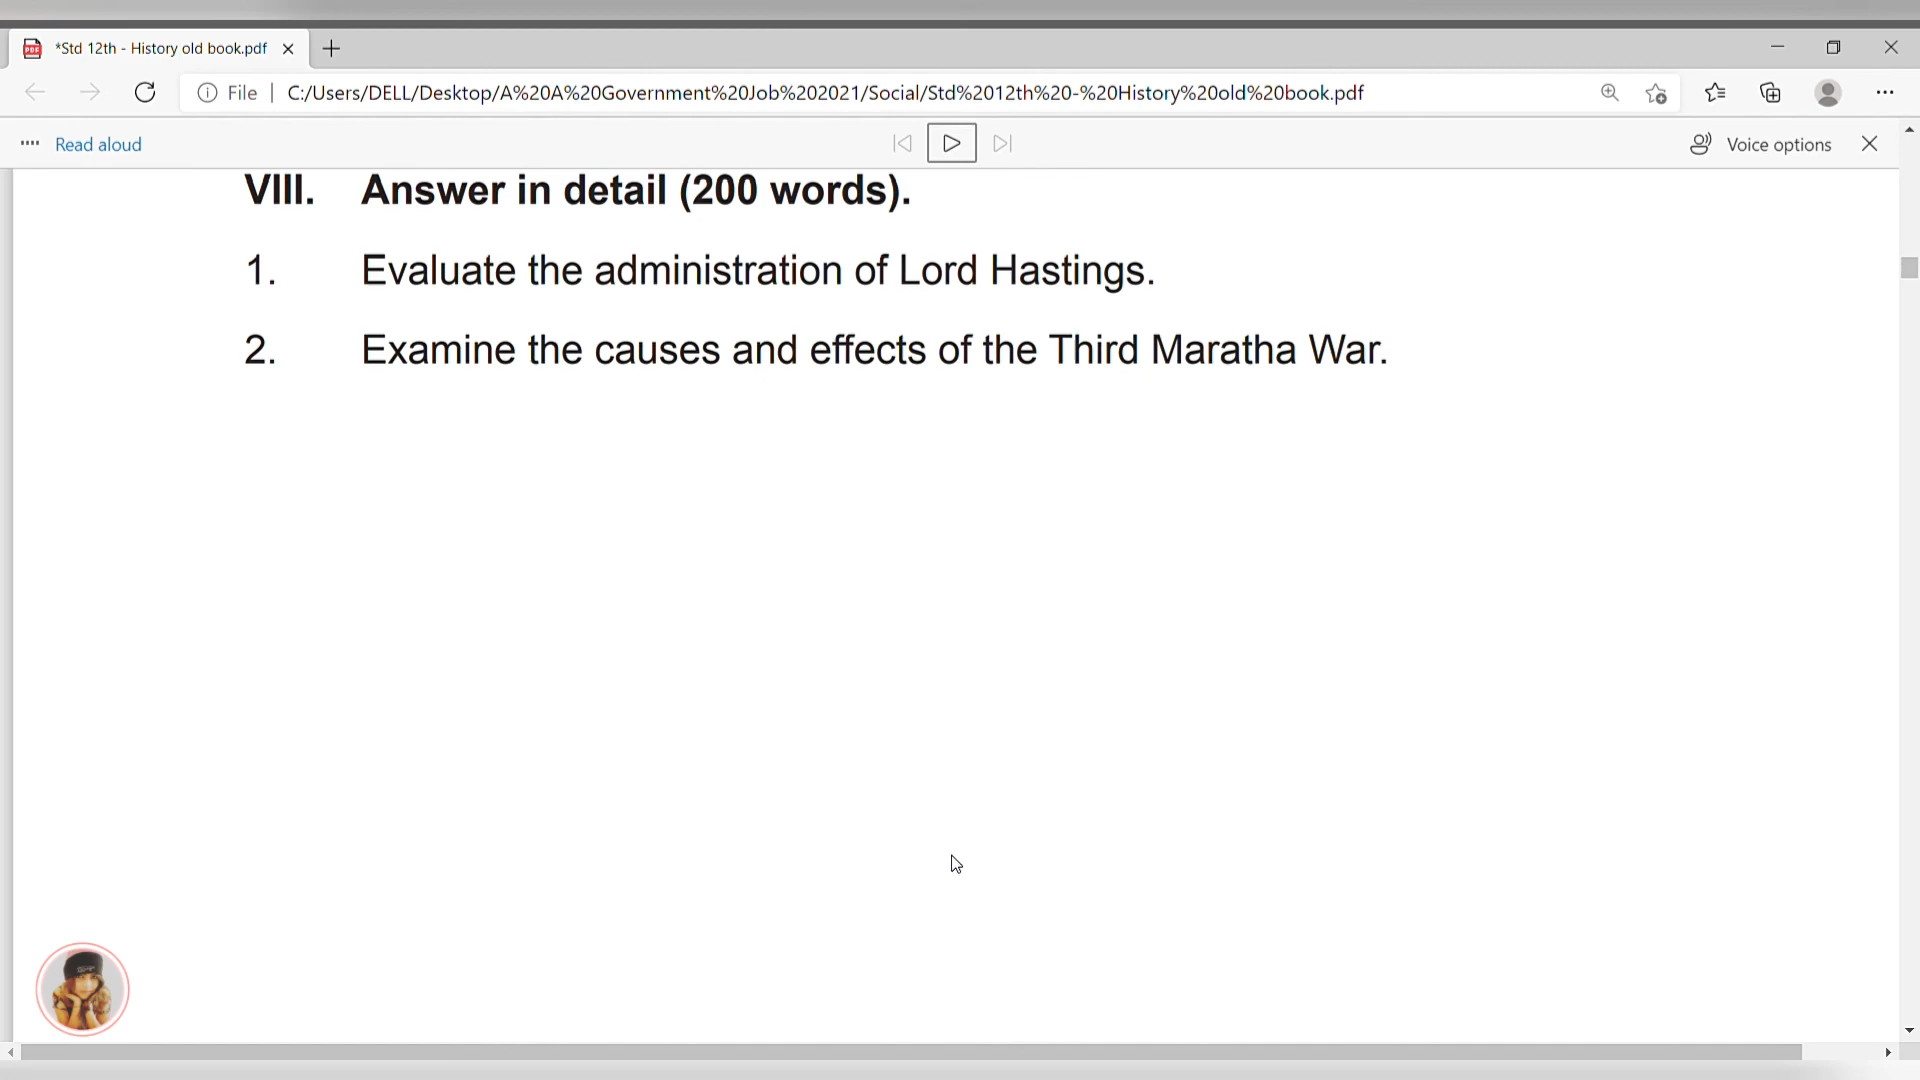 *Std 12th - History old book.pdf
File | C:/Users/DELL/Desktop/A%20A%20Government%20Job%202021/Social/Std%2012th%20-%20History%20old%20book.pdf
Read aloud
Voice options
VIII. Answer in detail (200 words).
1. Evaluate the administration of Lord Hastings.
2. Examine the causes and effects of the Third Maratha War.